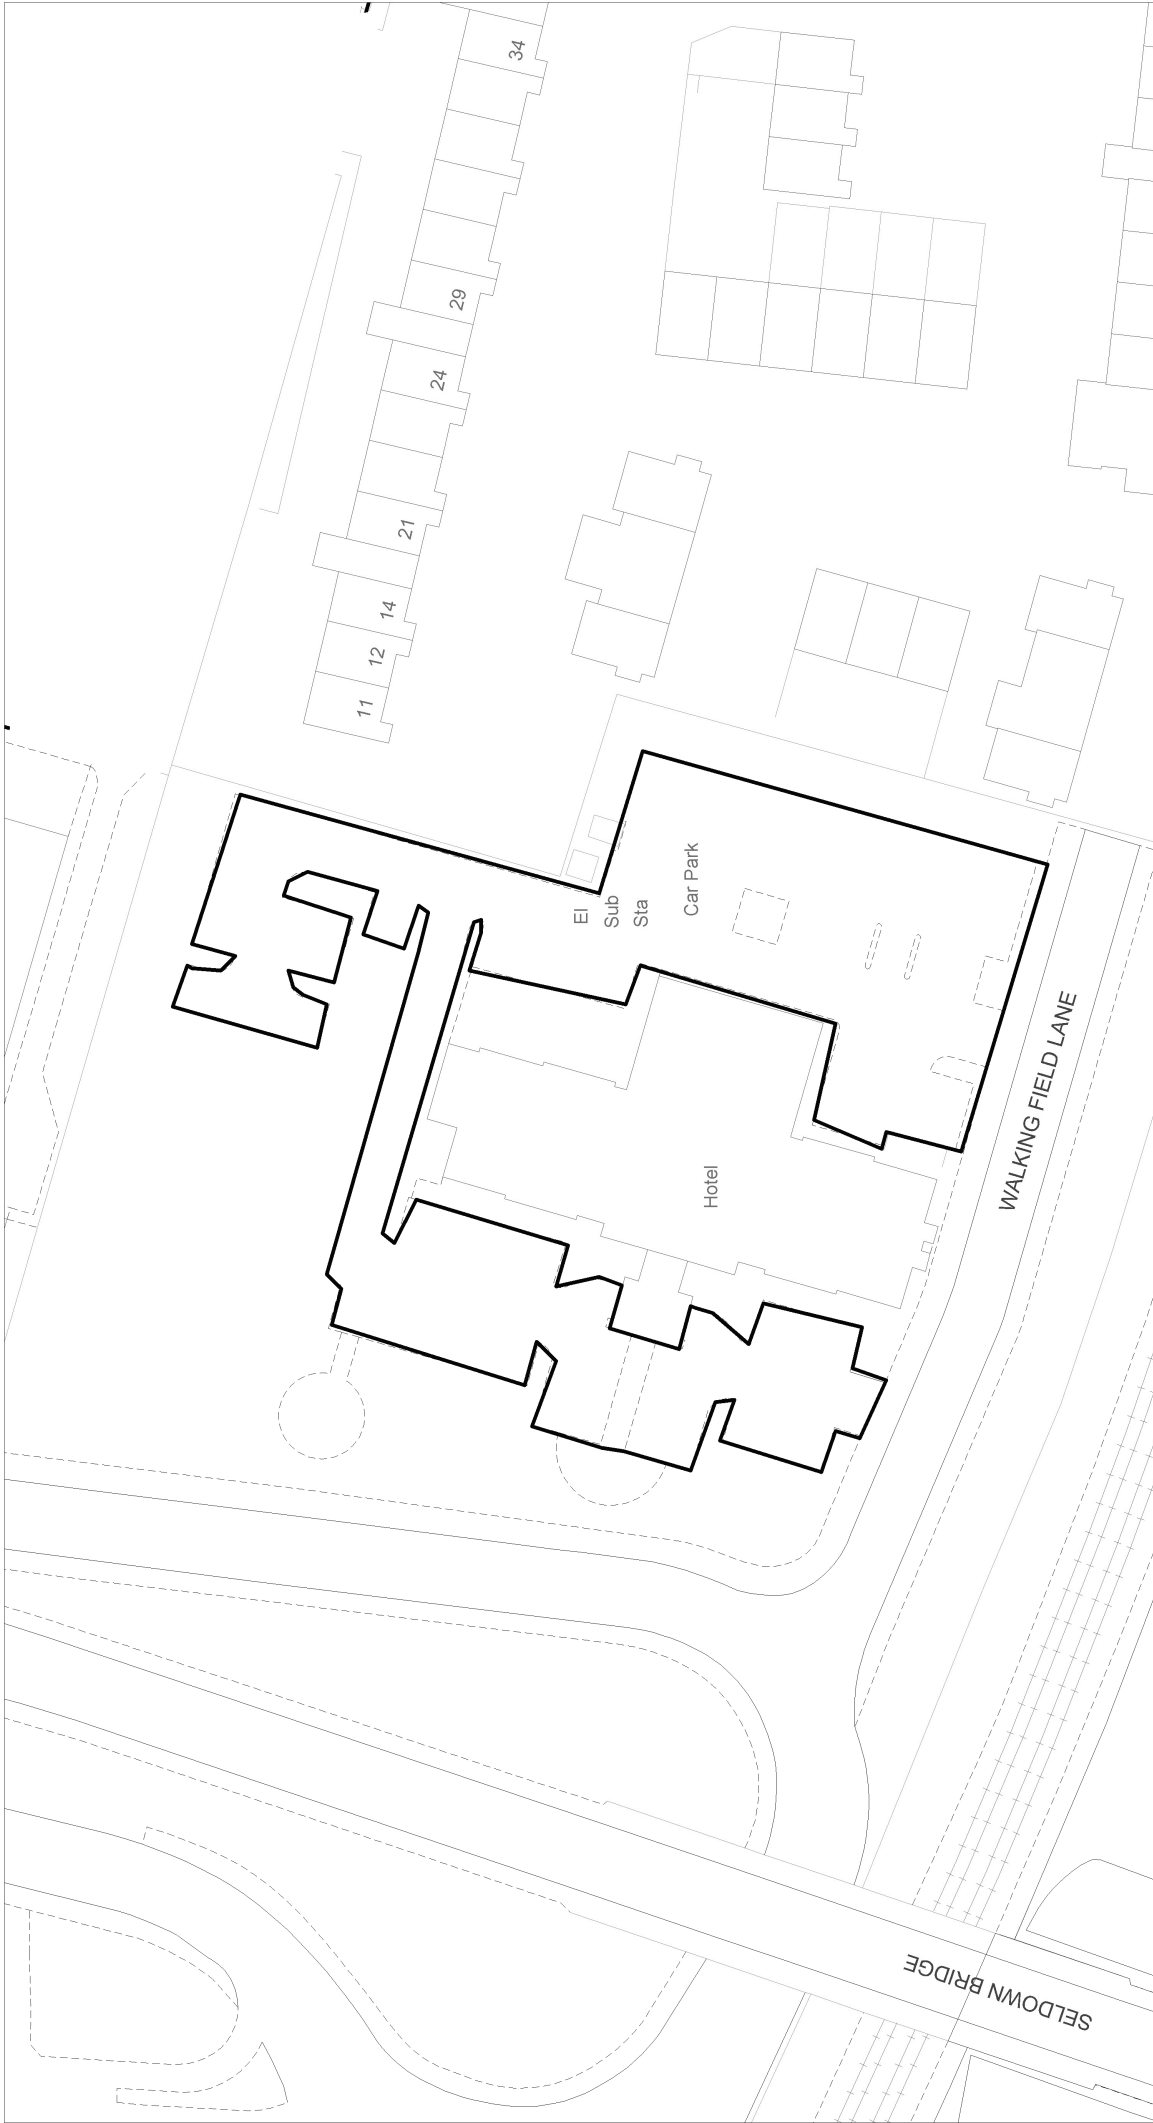 34
29
24
21
14
12
11
El
Sub
Sta
Car Park
Hotel
WALKING FIELD LANE
SELDOWN BRIDGE